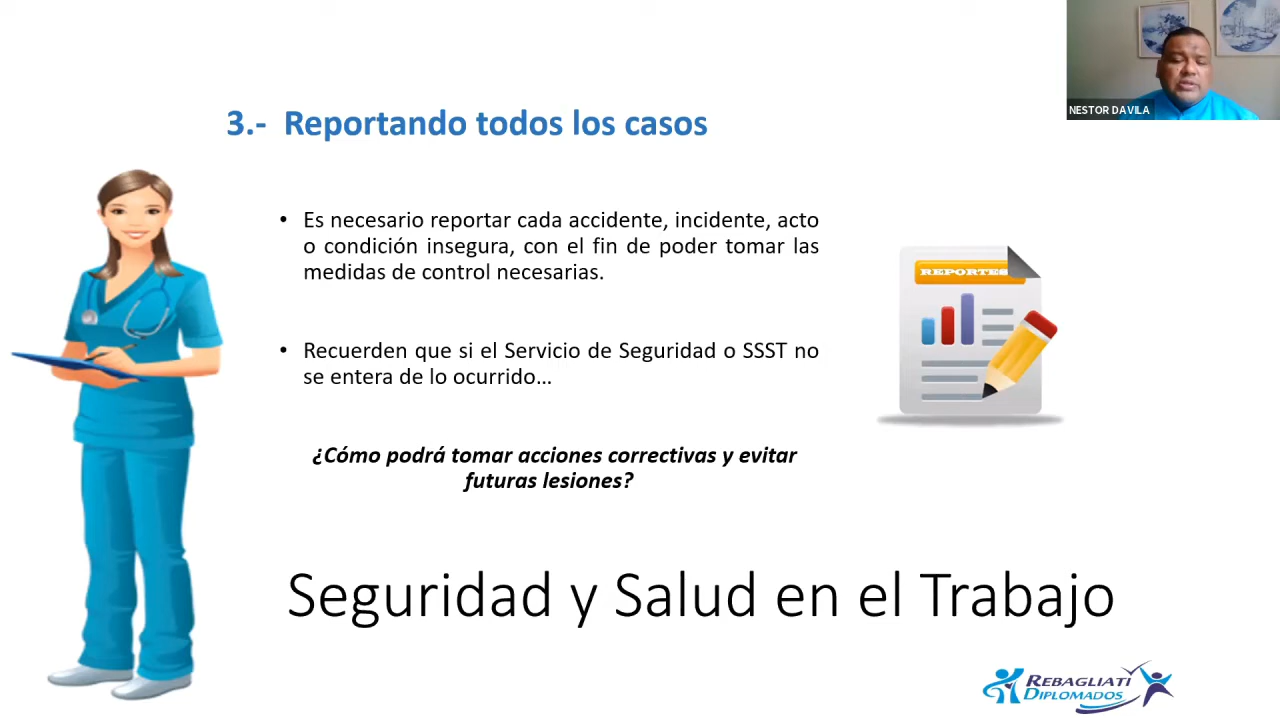 NESTOR DAVILA
3.- Reportando todos los casos
• Es necesario reportar cada accidente, incidente, acto
o condición insegura, con el fin de poder tomar las
medidas de control necesarias.
REPORTES
• Recuerden que si el Servicio de Seguridad o SSST no
se entera de lo ocurrido…
¿Cómo podrá tomar acciones correctivas y evitar
futuras lesiones?
Seguridad y Salud en el Trabajo
REBAGLIATI
DIPLOMADOS